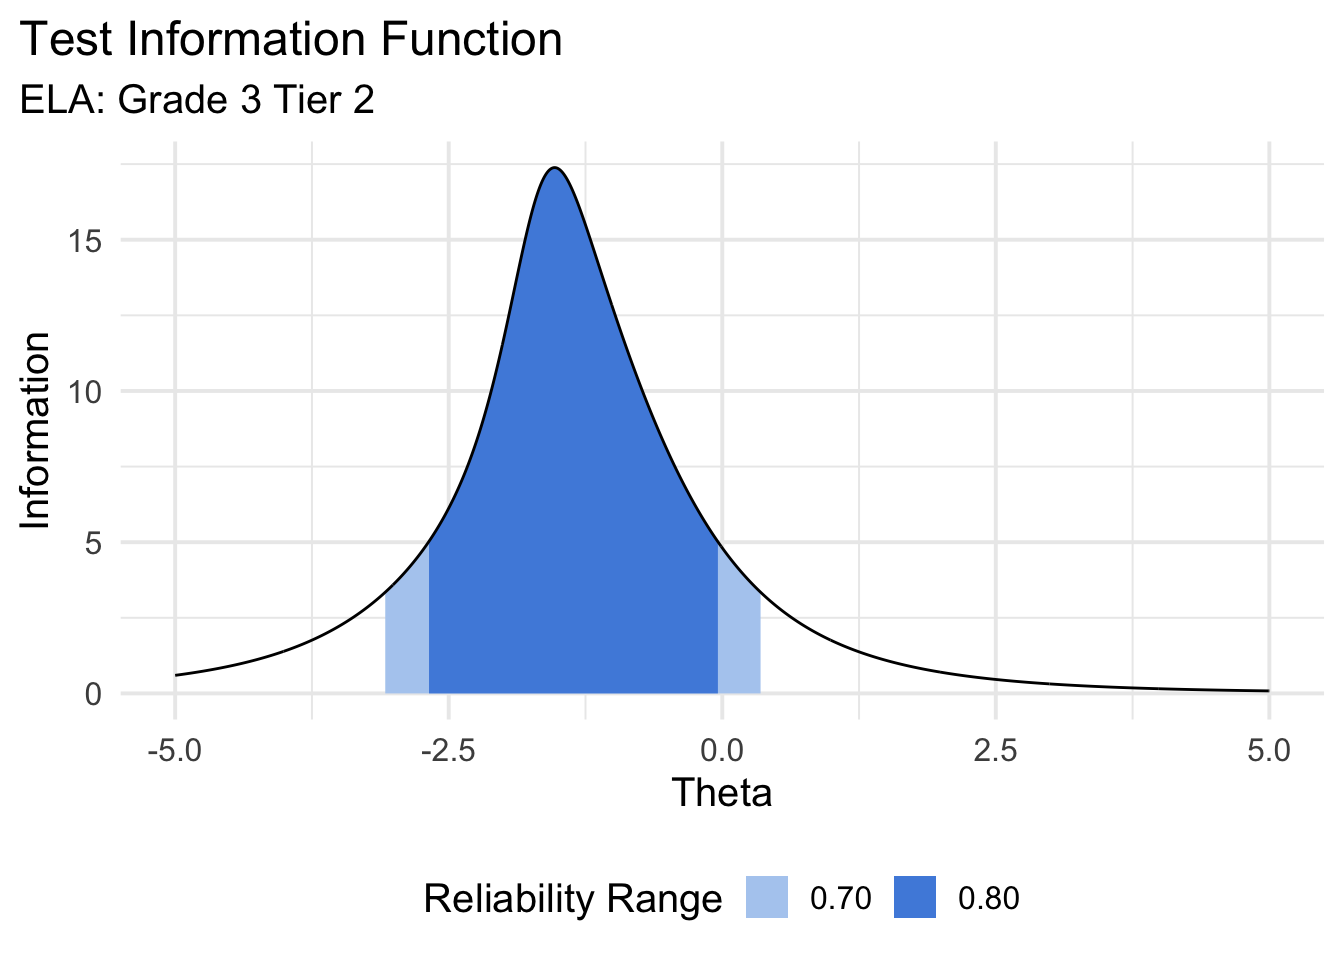 Test Information Function
ELA: Grade 3 Tier 2
Information
15
10
5
0
-5.0 -2.5 0.0 2.5 5.0
Theta
Reliability Range 0.70 0.80